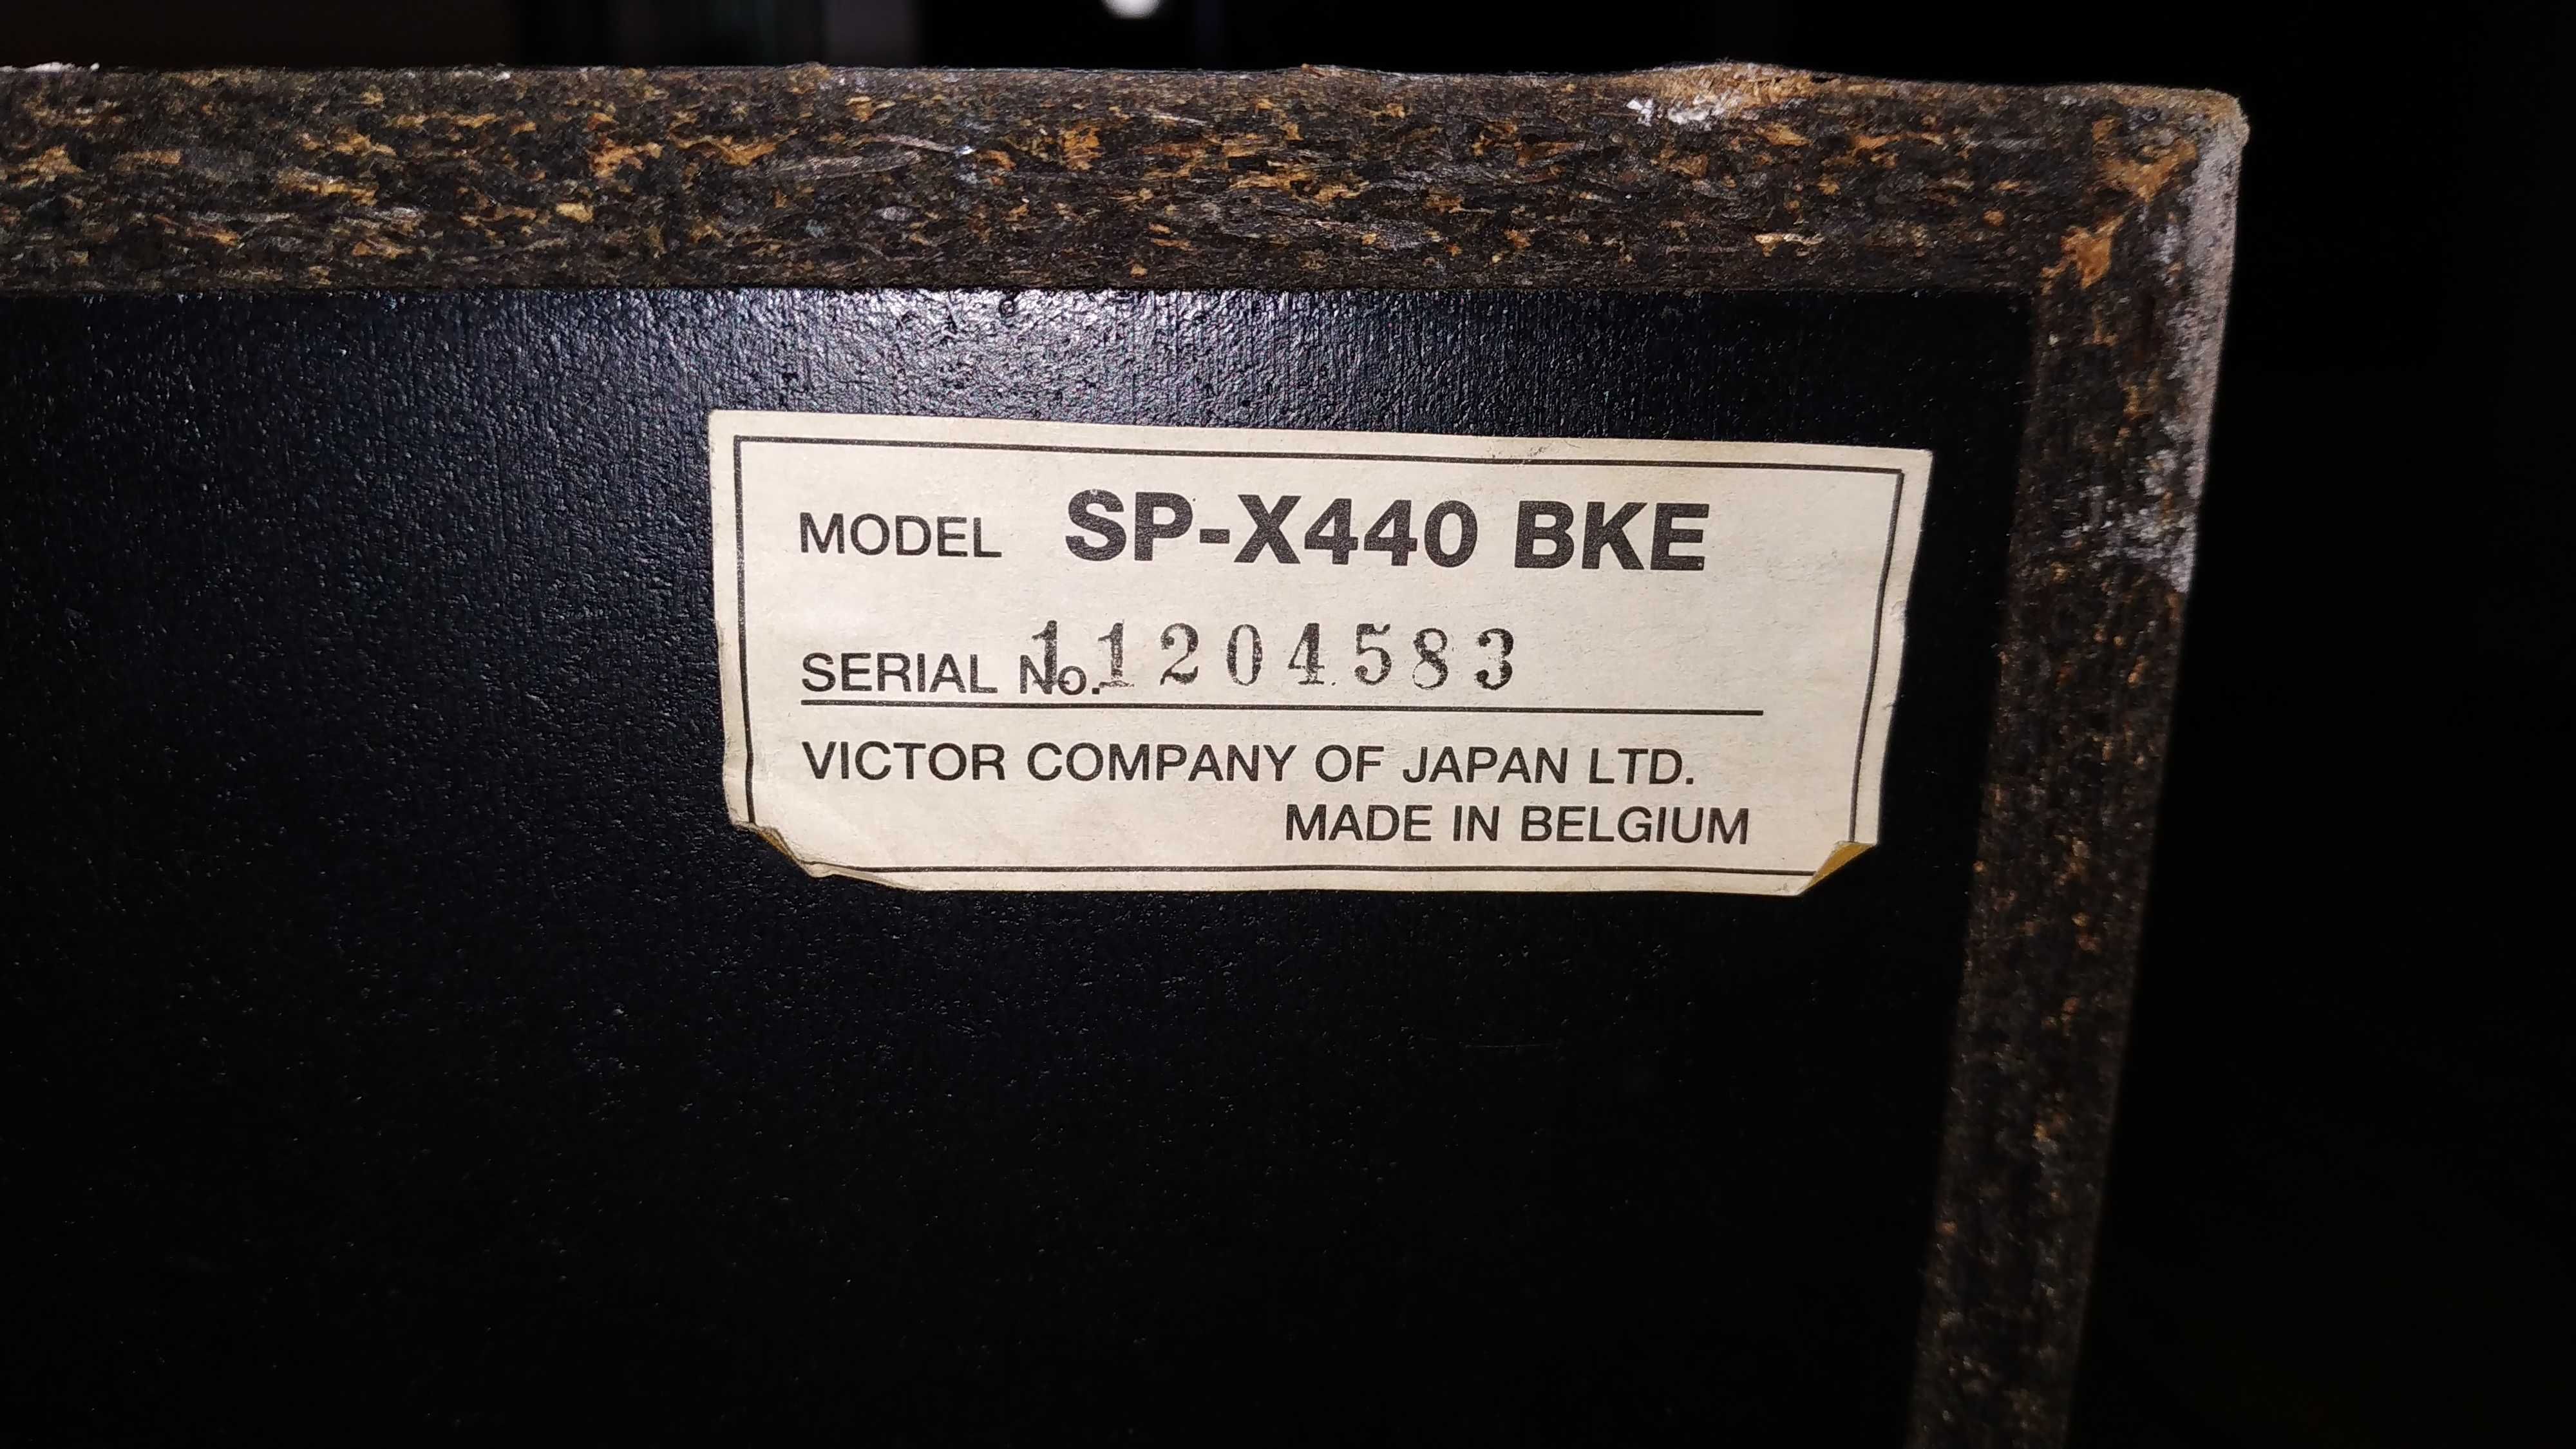 MODEL SP-X440 BKE
SERIAL No. 11204583
VICTOR COMPANY OF JAPAN LTD.
MADE IN BELGIUM